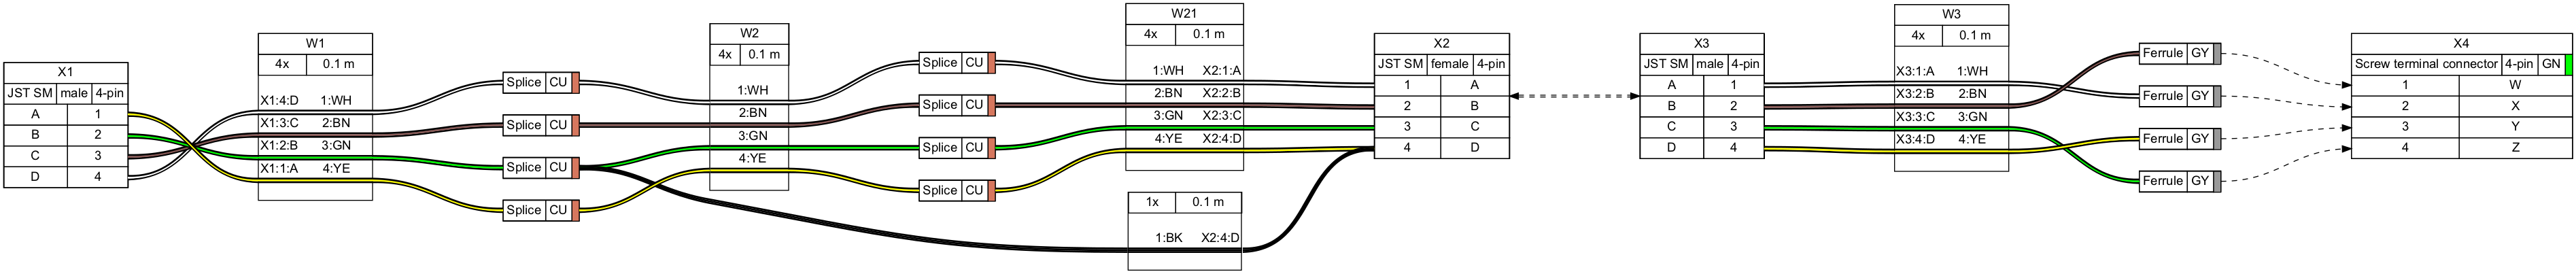 X1
JST SM male 4-pin
A 1
B 2
C 3
D 4
W1
4x 0.1 m
X1:4:D 1:WH
X1:3:C 2:BN
X1:2:B 3:GN
X1:1:A 4:YE
Splice CU
Splice CU
Splice CU
Splice CU
W2
4x 0.1 m
1:WH
2:BN
3:GN
4:YE
Splice CU
Splice CU
Splice CU
Splice CU
W21
4x 0.1 m
1:WH X2:1:A
2:BN X2:2:B
3:GN X2:3:C
4:YE X2:4:D
1x 0.1 m
1:BK X2:4:D
X2
JST SM female 4-pin
1 A
2 B
3 C
4 D
X3
JST SM male 4-pin
A 1
B 2
C 3
D 4
W3
4x 0.1 m
X3:1:A 1:WH
X3:2:B 2:BN
X3:3:C 3:GN
X3:4:D 4:YE
Ferrule GY
Ferrule GY
Ferrule GY
Ferrule GY
X4
Screw terminal connector 4-pin GN
1 W
2 X
3 Y
4 Z